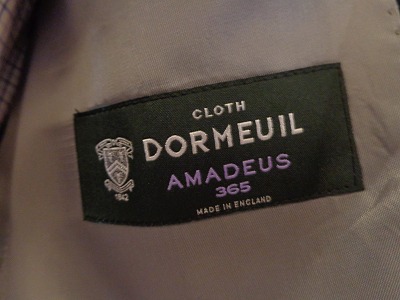 CLOTH
DORMEUIL
AMADEUS
365
MADE IN ENGLAND
1842